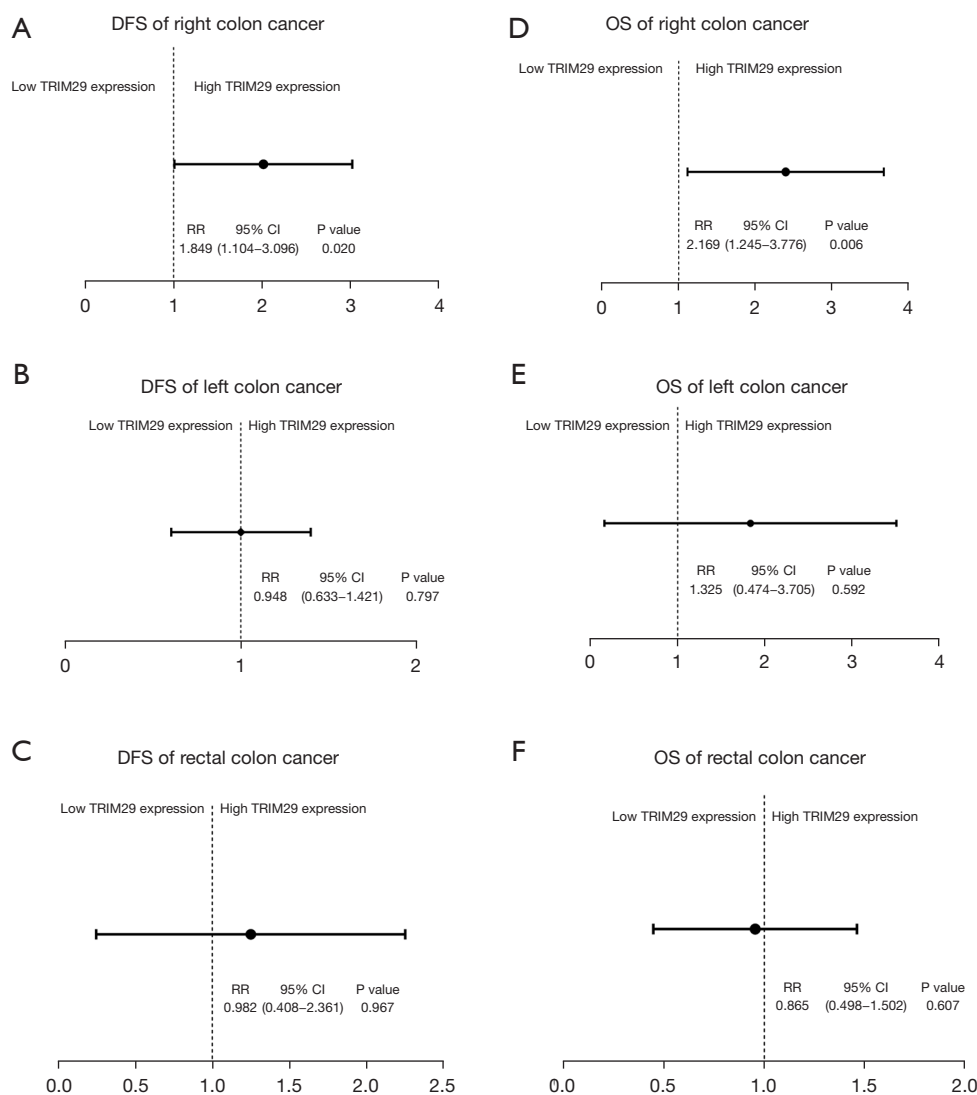 A
DFS of right colon cancer
Low TRIM29 expression High TRIM29 expression
RR 95% CI P value
1.849 (1.104–3.096) 0.020
0 1 2 3 4
B
DFS of left colon cancer
Low TRIM29 expression High TRIM29 expression
RR 95% CI P value
0.948 (0.633–1.421) 0.797
0 1 2
C
DFS of rectal colon cancer
Low TRIM29 expression High TRIM29 expression
RR 95% CI P value
0.982 (0.408–2.361) 0.967
0.0 0.5 1.0 1.0 2.0 2.5
D
OS of right colon cancer
Low TRIM29 expression High TRIM29 expression
RR 95% CI P value
2.169 (1.245–3.776) 0.006
0 1 2 3 4
E
OS of left colon cancer
Low TRIM29 expression High TRIM29 expression
RR 95% CI P value
1.325 (0.474–3.705) 0.592
0 1 2 3 4
F
OS of rectal colon cancer
Low TRIM29 expression High TRIM29 expression
RR 95% CI P value
0.865 (0.498–1.502) 0.607
0.0 0.5 1.0 1.0 2.0